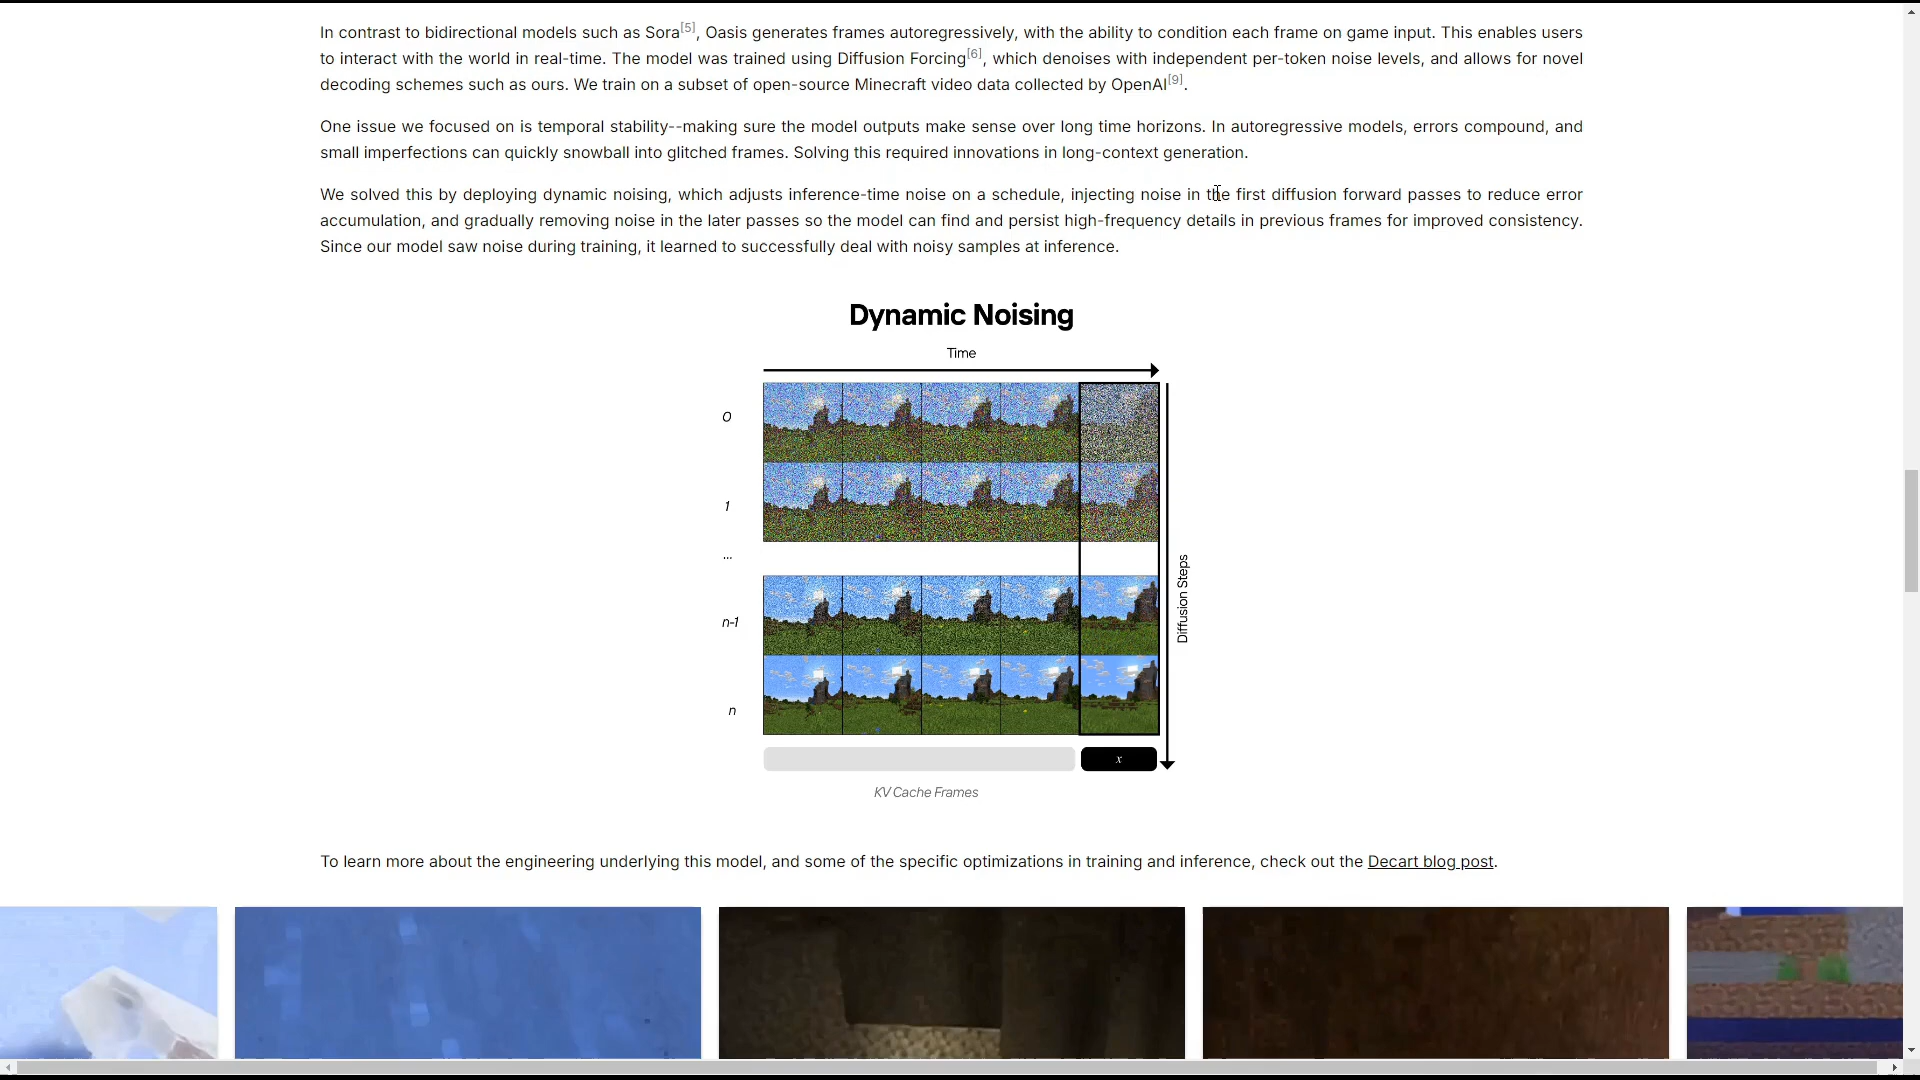 In contrast to bidirectional models such as Sora[5], Oasis generates frames autoregressively, with the ability to condition each frame on game input. This enables users
to interact with the world in real-time. The model was trained using Diffusion Forcing[6], which denoises with independent per-token noise levels, and allows for novel
decoding schemes such as ours. We train on a subset of open-source Minecraft video data collected by OpenAI[9].
One issue we focused on is temporal stability--making sure the model outputs make sense over long time horizons. In autoregressive models, errors compound, and
small imperfections can quickly snowball into glitched frames. Solving this required innovations in long-context generation.
We solved this by deploying dynamic noising, which adjusts inference-time noise on a schedule, injecting noise in the first diffusion forward passes to reduce error
accumulation, and gradually removing noise in the later passes so the model can find and persist high-frequency details in previous frames for improved consistency.
Since our model saw noise during training, it learned to successfully deal with noisy samples at inference.
Dynamic Noising
Time
0
1
...
n-1
n
Diffusion Steps
x
KV Cache Frames
To learn more about the engineering underlying this model, and some of the specific optimizations in training and inference, check out the Decart blog post.